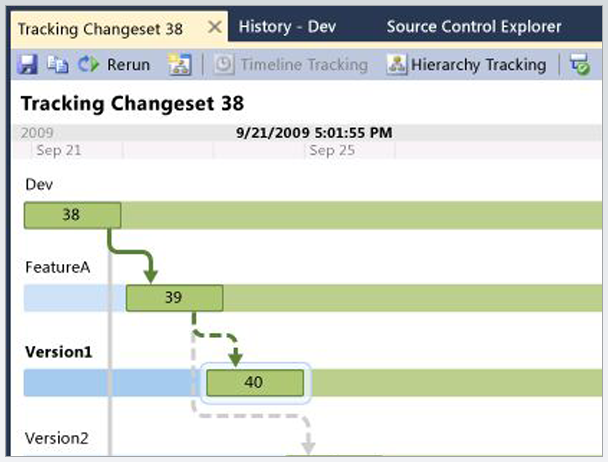 Tracking Changeset 38 History - Dev Source Control Explorer
Rerun Timeline Tracking Hierarchy Tracking
Tracking Changeset 38
2009 9/21/2009 5:01:55 PM
Sep 21 Sep 25
Dev
38
FeatureA
39
Version1
40
Version2